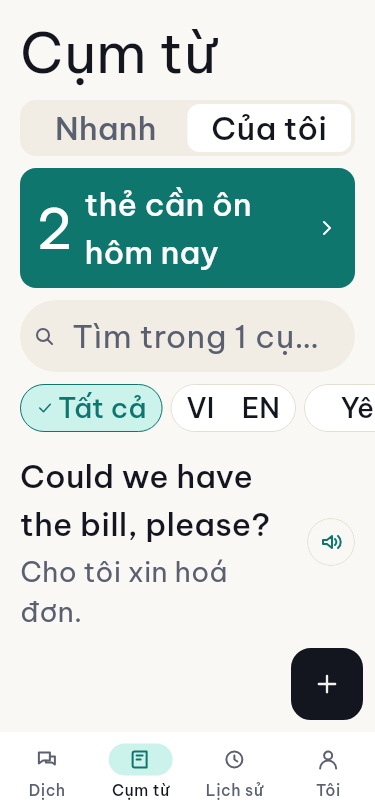 Cụm từ
Nhanh
Của tôi
2
thẻ cần ôn
hôm nay
Tìm trong 1 cụ...
Tất cả
VI EN
Yê
Could we have
the bill, please?
Cho tôi xin hoá
đơn.
Dịch
Cụm từ
Lịch sử
Tôi